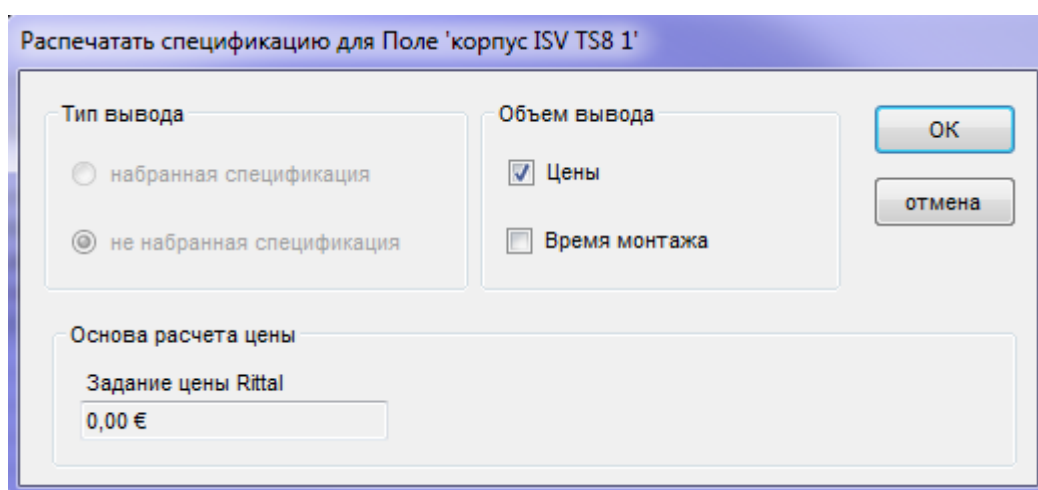 Распечатать спецификацию для Поле 'корпус ISV TS8 1'
Тип вывода
набранная спецификация
не набранная спецификация
Объем вывода
Цены
Время монтажа
OK
отмена
Основа расчета цены
Задание цены Rittal
0,00 €